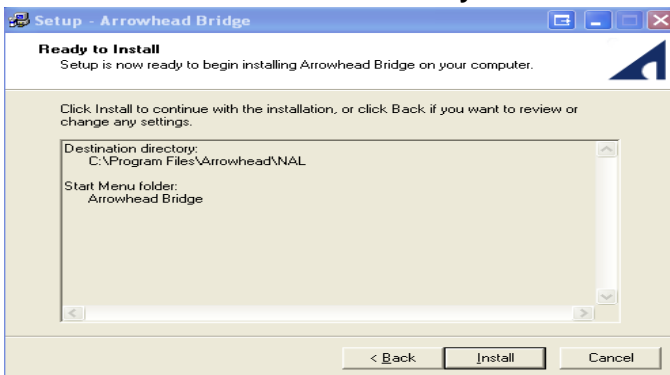 Setup - Arrowhead Bridge
Ready to Install
Setup is now ready to begin installing Arrowhead Bridge on your computer.
Click Install to continue with the installation, or click Back if you want to review or
change any settings.
Destination directory:
C:\Program Files\Arrowhead\NAL
Start Menu folder:
Arrowhead Bridge
< Back
Install
Cancel